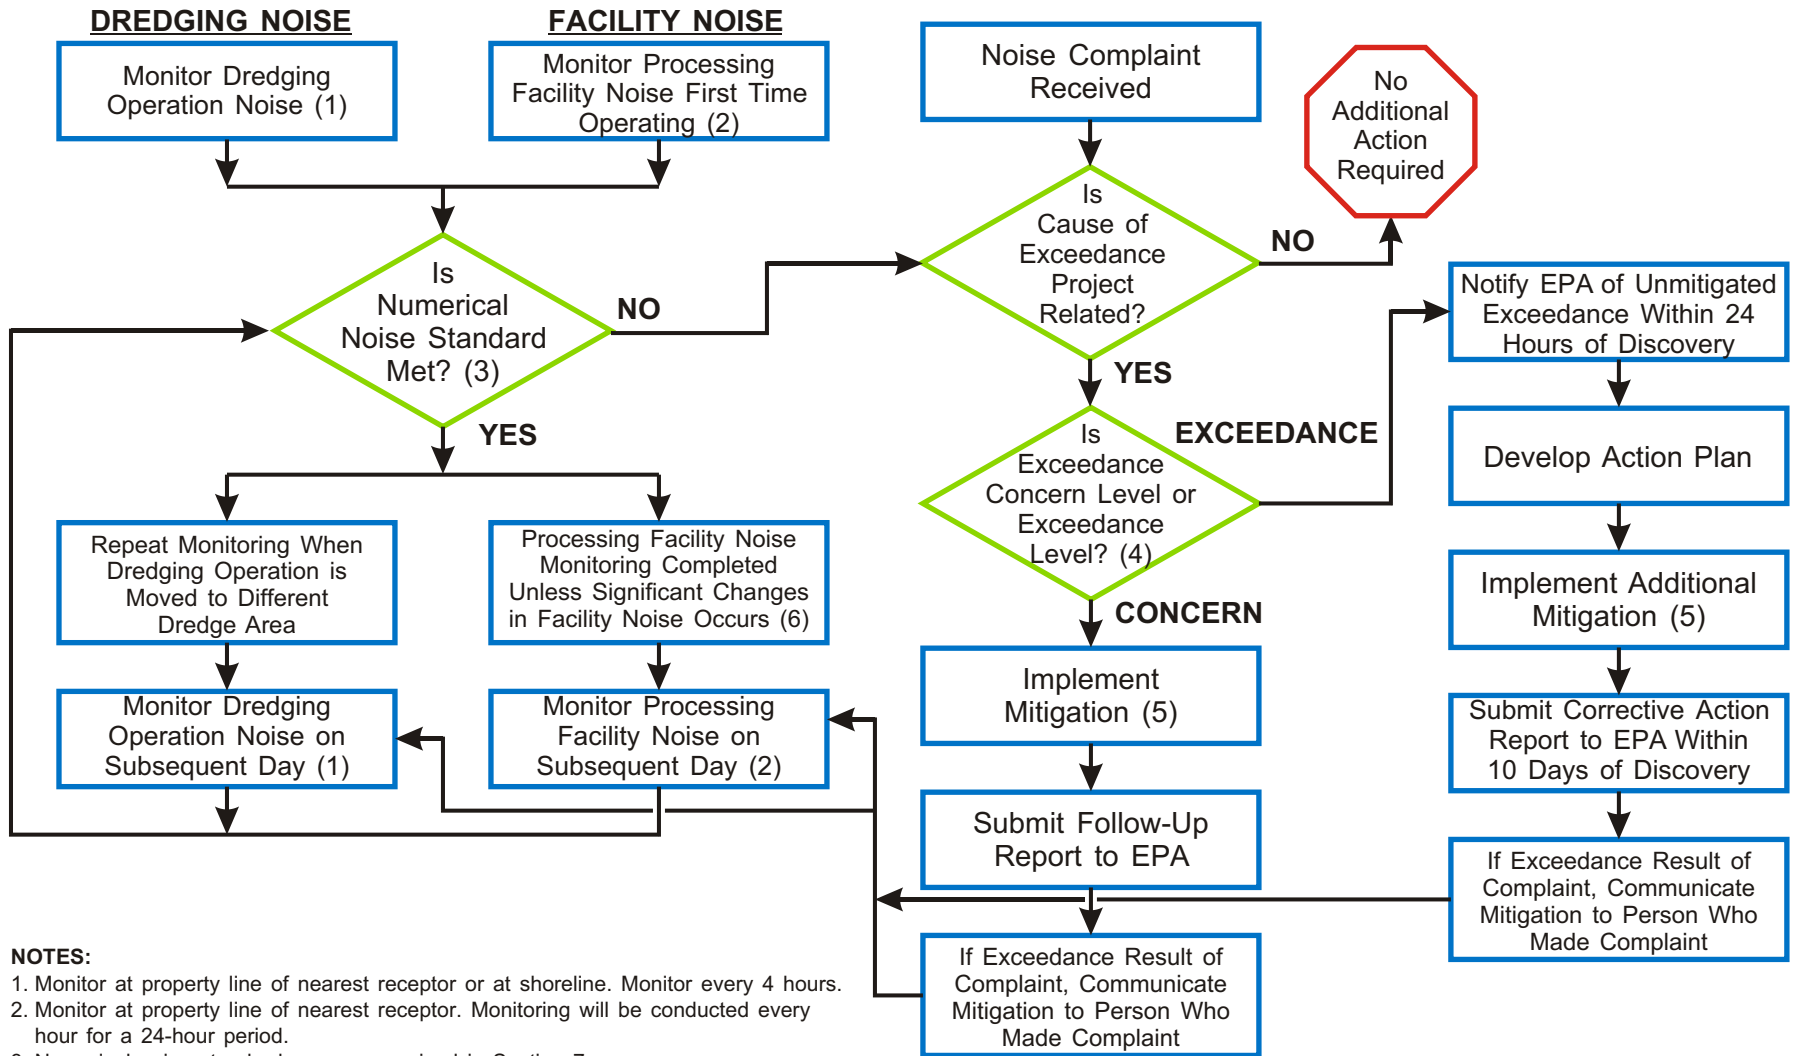 DREDGING NOISE
Monitor Dredging
Operation Noise (1)
FACILITY NOISE
Monitor Processing
Facility Noise First Time
Operating (2)
Noise Complaint
Received
No
Additional
Action
Required
Is
Numerical
Noise Standard
Met? (3)
NO
YES
Is
Cause of
Exceedance
Project
Related?
NO
YES
Is
Exceedance
Concern Level or
Exceedance
Level? (4)
EXCEEDANCE
CONCERN
Notify EPA of Unmitigated
Exceedance Within 24
Hours of Discovery
Develop Action Plan
Implement Additional
Mitigation (5)
Submit Corrective Action
Report to EPA Within
10 Days of Discovery
If Exceedance Result of
Complaint, Communicate
Mitigation to Person Who
Made Complaint
Repeat Monitoring When
Dredging Operation is
Moved to Different
Dredge Area
Processing Facility Noise
Monitoring Completed
Unless Significant Changes
in Facility Noise Occurs (6)
Monitor Dredging
Operation Noise on
Subsequent Day (1)
Monitor Processing
Facility Noise on
Subsequent Day (2)
Implement
Mitigation (5)
Submit Follow-Up
Report to EPA
If Exceedance Result of
Complaint, Communicate
Mitigation to Person Who
Made Complaint
NOTES:
1. Monitor at property line of nearest receptor or at shoreline. Monitor every 4 hours.
2. Monitor at property line of nearest receptor. Monitoring will be conducted every
hour for a 24-hour period.